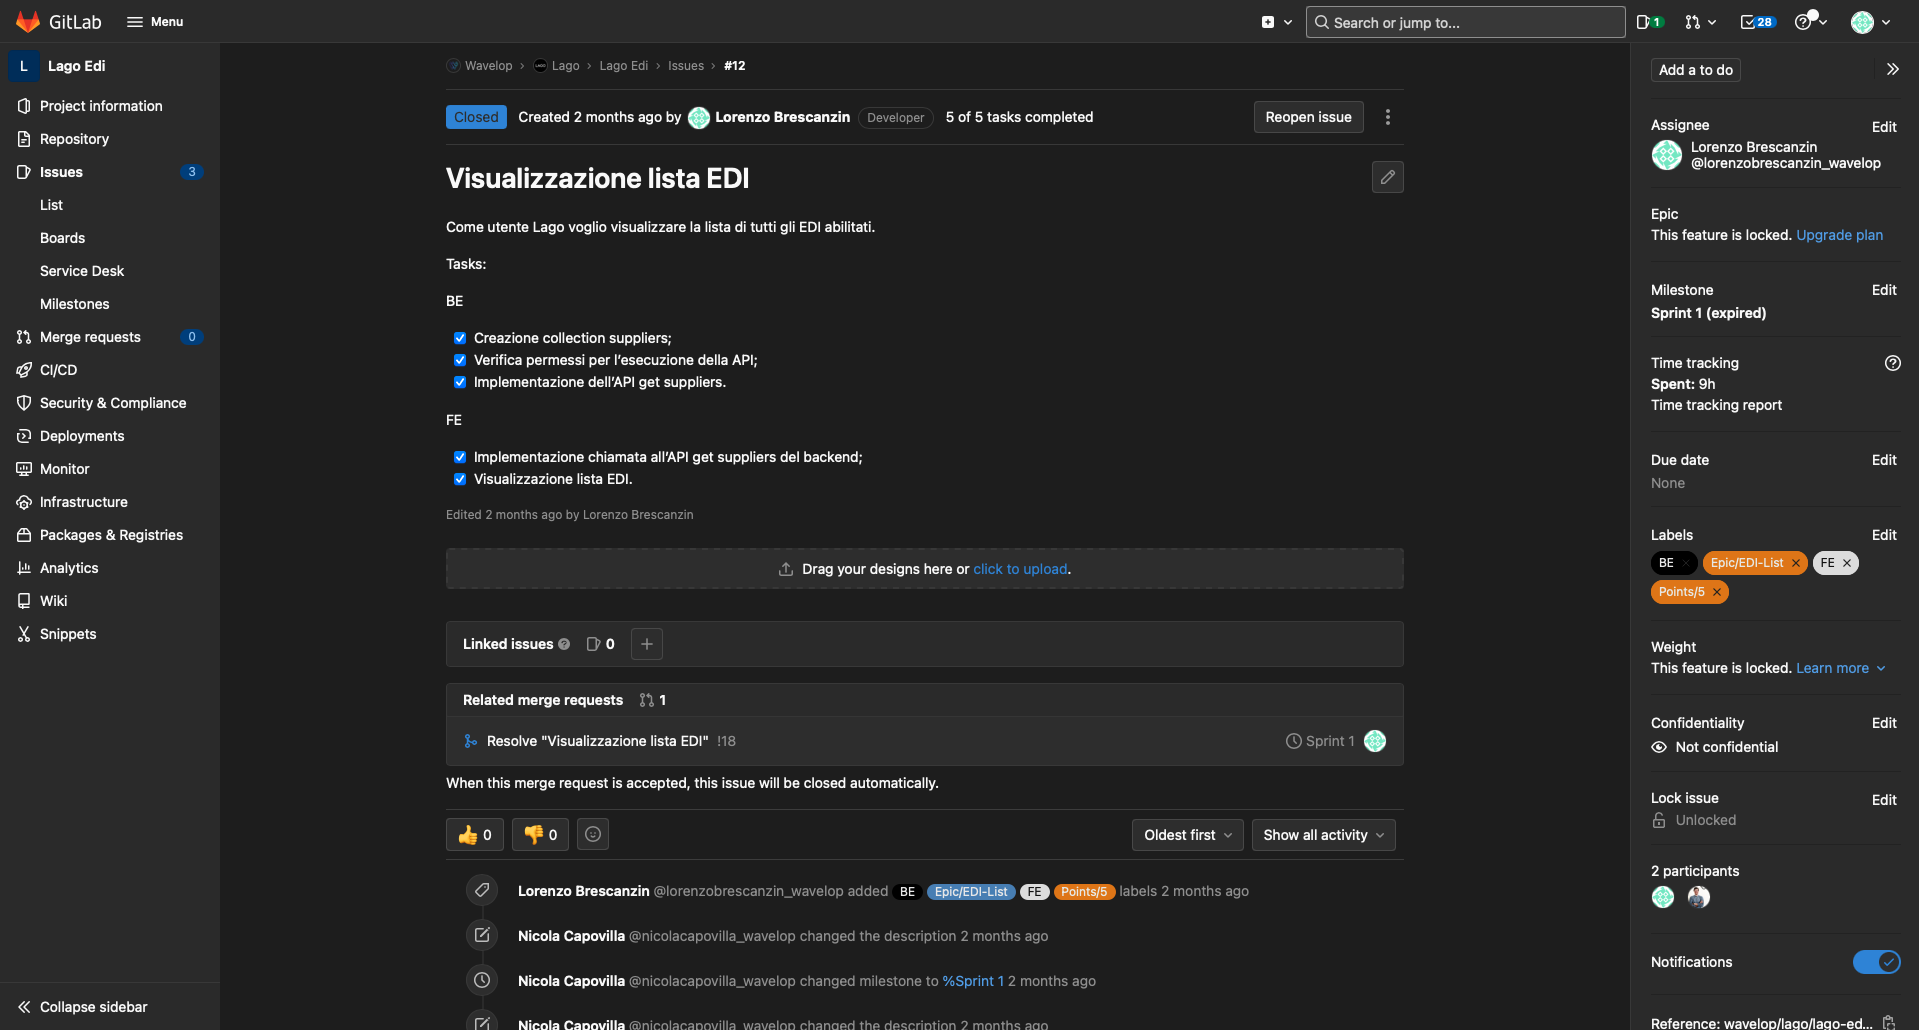 GitLab
Menu
Search or jump to...
1
28
L
Lago Edi
Project information
Repository
Issues
3
List
Boards
Service Desk
Milestones
Merge requests
0
CI/CD
Security & Compliance
Deployments
Monitor
Infrastructure
Packages & Registries
Analytics
Wiki
Snippets
Collapse sidebar
Wavelop › Lago › Lago Edi › Issues › #12
Closed Created 2 months ago by Lorenzo Brescanzin Developer 5 of 5 tasks completed
Reopen issue
Visualizzazione lista EDI
Come utente Lago voglio visualizzare la lista di tutti gli EDI abilitati.
Tasks:
BE
Creazione collection suppliers;
Verifica permessi per l'esecuzione della API;
Implementazione dell'API get suppliers.
FE
Implementazione chiamata all'API get suppliers del backend;
Visualizzazione lista EDI.
Edited 2 months ago by Lorenzo Brescanzin
Drag your designs here or click to upload.
Linked issues 0
Related merge requests 1
Resolve "Visualizzazione lista EDI" !18
Sprint 1
When this merge request is accepted, this issue will be closed automatically.
0
0
Oldest first
Show all activity
Lorenzo Brescanzin @lorenzobrescanzin_wavelop added BE Epic/EDI-List FE Points/5 labels 2 months ago
Nicola Capovilla @nicolacapovilla_wavelop changed the description 2 months ago
Nicola Capovilla @nicolacapovilla_wavelop changed milestone to %Sprint 1 2 months ago
Nicola Capovilla @nicolacapovilla_wavelop changed the description 2 months ago
Add a to do
Assignee
Edit
Lorenzo Brescanzin
@lorenzobrescanzin_wavelop
Epic
This feature is locked. Upgrade plan
Milestone
Edit
Sprint 1 (expired)
Time tracking
Spent: 9h
Time tracking report
Due date
Edit
None
Labels
Edit
BE
Epic/EDI-List
FE
Points/5
Weight
This feature is locked. Learn more
Confidentiality
Edit
Not confidential
Lock issue
Edit
Unlocked
2 participants
Notifications
Reference: wavelop/lago/lago-ed...